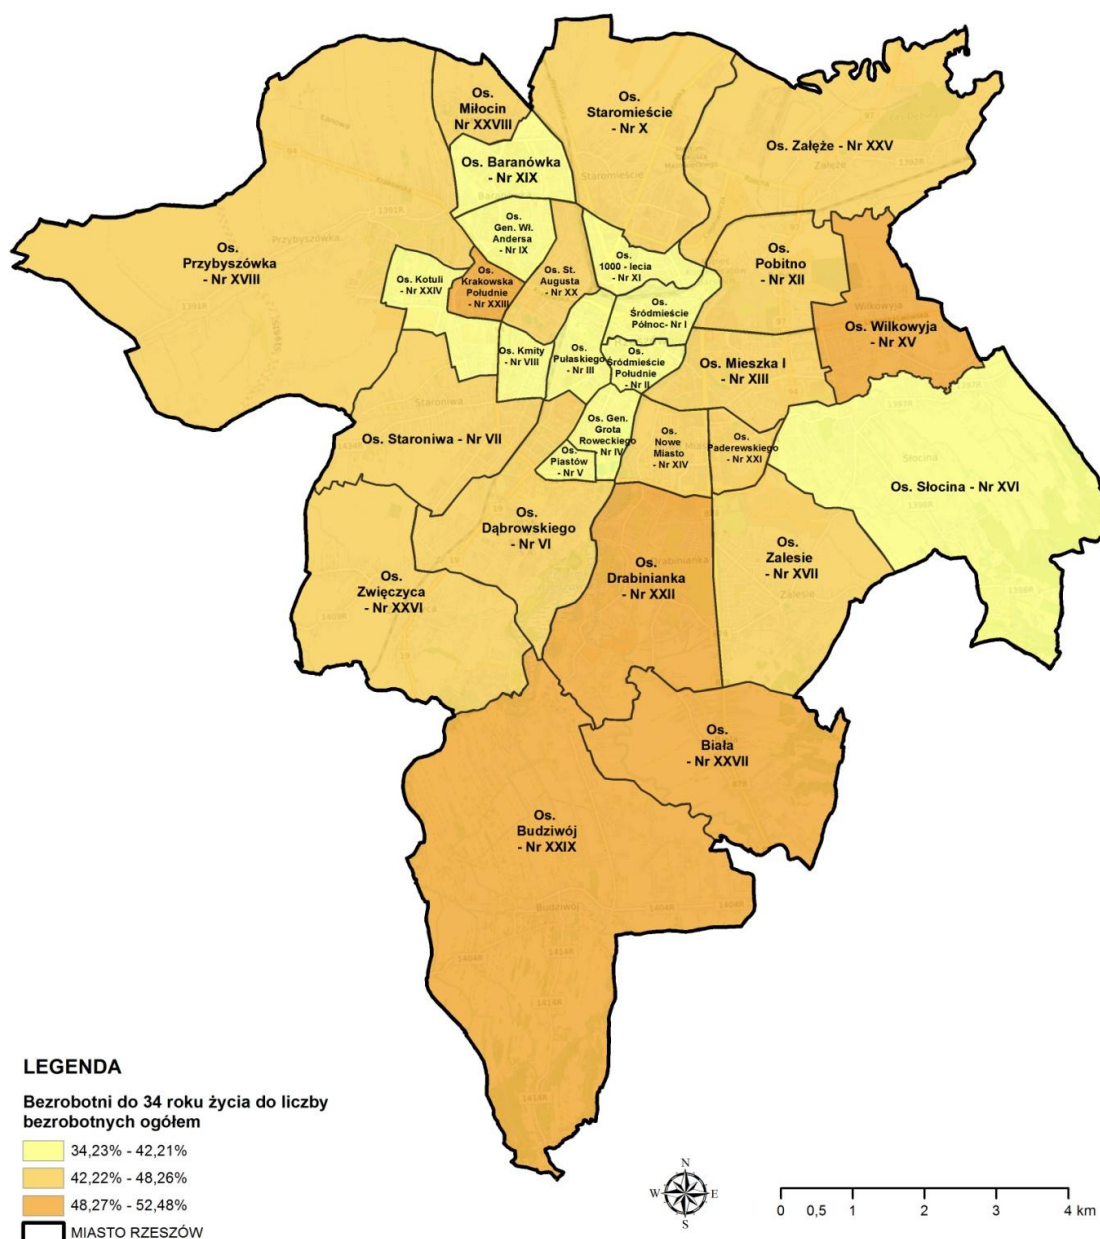 Os.
Miłocin
Nr XXVIII
Os.
Staromieście
- Nr X
Os. Załęże - Nr XXV
Os. Baranówka
- Nr XIX
Os.
Gen. Wł.
Andersa
- Nr IX
Os.
Przybyszówka
- Nr XVIII
Os. Kotuli
- Nr XXIV
Os.
Krakowska
Południe
- Nr XXIII
Os. St.
Augusta
- Nr XX
Os.
1000 - lecia
- Nr XI
Os.
Pobitno
- Nr XII
Os.
Śródmieście
Północ- Nr I
Os. Wilkowyja
- Nr XV
Os. Kmity
- Nr VIII
Os.
Pułaskiego
- Nr III
Os.
Śródmieście
Południe
- Nr II
Os. Mieszka I
- Nr XIII
Os. Staroniwa - Nr VII
Os. Gen.
Grota
Roweckiego
- Nr IV
Os.
Piastów
- Nr V
Os.
Nowe
Miasto
- Nr XIV
Os.
Paderewskiego
- Nr XXI
Os. Słocina - Nr XVI
Os.
Dąbrowskiego
- Nr VI
Os.
Zalesie
- Nr XVII
Os.
Drabinianka
- Nr XXII
Os.
Zwięczyca
- Nr XXVI
Os.
Biała
- Nr XXVII
Os.
Budziwój
- Nr XXIX
Przybyszówka
Staromieście
Załęże
Wilkowyja
Staroniwa
Słocina
Zalesie
Budziwój
LEGENDA
Bezrobotni do 34 roku życia do liczby
bezrobotnych ogółem
34,23% - 42,21%
42,22% - 48,26%
48,27% - 52,48%
MIASTO RZESZÓW
N
W E
S
0 0,5 1 2 3 4 km